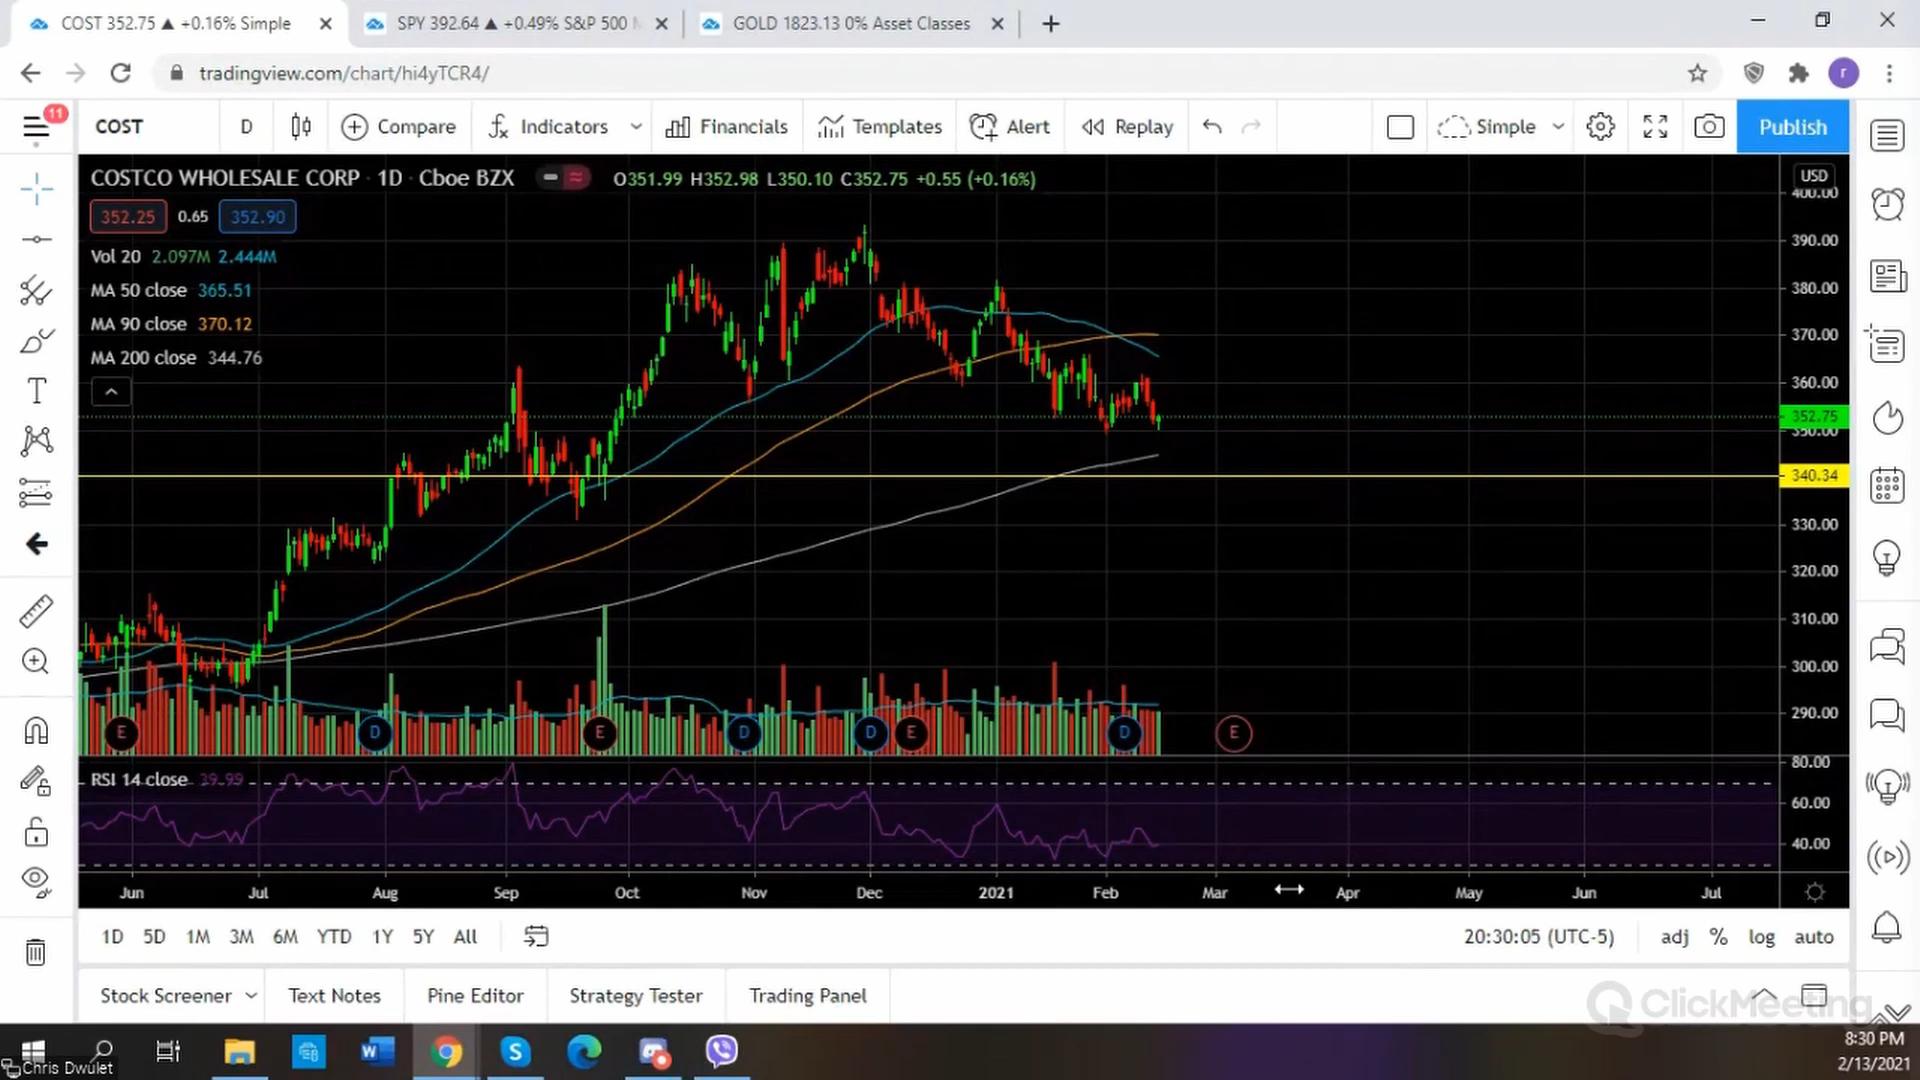 COST 352.75 ▲ +0.16% Simple
SPY 392.64 ▲ +0.49% S&P 500
GOLD 1823.13 0% Asset Classes
tradingview.com/chart/hi4yTCR4/
r
11
COST
D
Compare
Indicators
Financials
Templates
Alert
Replay
Simple
Publish
COSTCO WHOLESALE CORP · 1D · Cboe BZX
O351.99 H352.98 L350.10 C352.75 +0.55 (+0.16%)
USD
352.25 0.65 352.90
Vol 20 2.097M 2.444M
MA 50 close 365.51
MA 90 close 370.12
MA 200 close 344.76
400.00
390.00
380.00
370.00
360.00
352.75
350.00
340.34
330.00
320.00
310.00
300.00
290.00
E D E D D E D E
RSI 14 close 39.99
80.00
60.00
40.00
Jun Jul Aug Sep Oct Nov Dec 2021 Feb Mar Apr May Jun Jul
1D 5D 1M 3M 6M YTD 1Y 5Y All
20:30:05 (UTC-5) adj % log auto
Stock Screener Text Notes Pine Editor Strategy Tester Trading Panel
ClickMeeting
8:30 PM
2/13/2021
Chris Dwulet